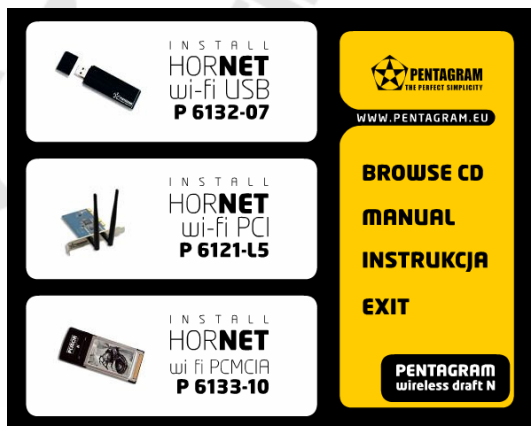 INSTALL
HORNET
wi-fi USB
P 6132-07
INSTALL
HORNET
wi-fi PCI
P 6121-L5
INSTALL
HORNET
wi fi PCMCIA
P 6133-10
PENTAGRAM
THE PERFECT SIMPLICITY
WWW.PENTAGRAM.EU
BROWSE CD
MANUAL
INSTRUKCJA
EXIT
PENTAGRAM
wireless draft N